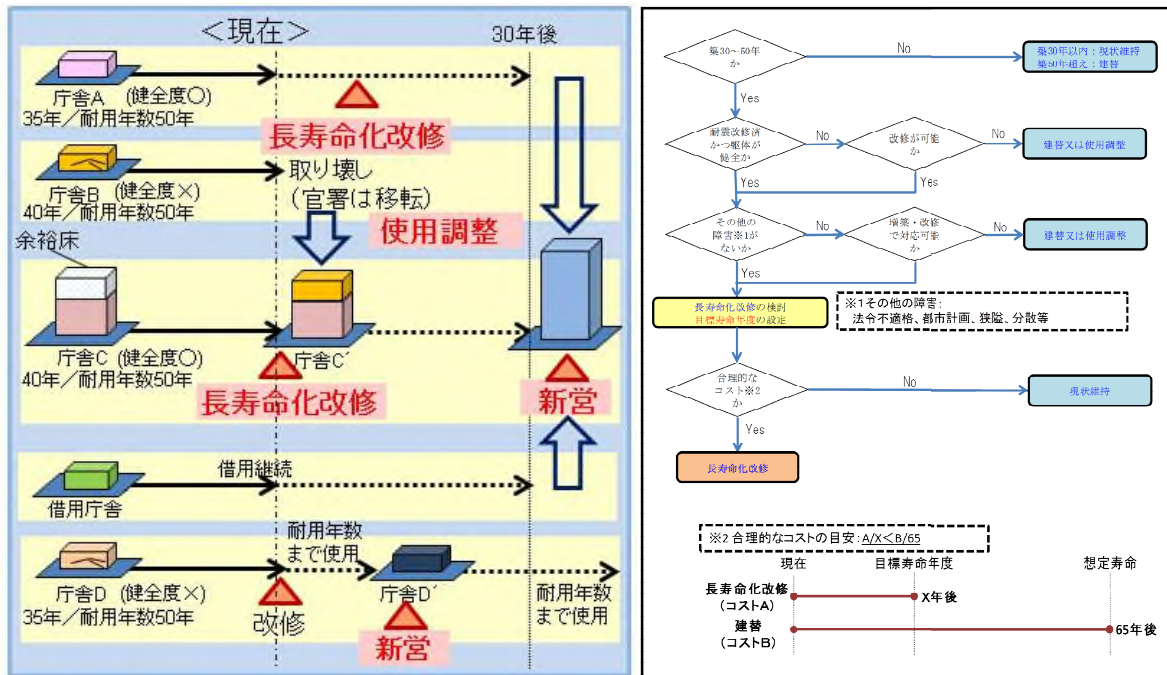 ＜現在＞
30年後
庁舎A (健全度〇)
35年／耐用年数50年
長寿命化改修
庁舎B (健全度×)
40年／耐用年数50年
取り壊し
(官署は移転)
使用調整
余裕床
庁舎C (健全度〇)
40年／耐用年数50年
庁舎C´
長寿命化改修
新営
借用庁舎
借用継続
庁舎D (健全度×)
35年／耐用年数50年
耐用年数
まで使用
改修
庁舎D´
新営
耐用年数
まで使用
築30～50年
か
No
築30年以内：現状維持
築50年超え：建替
Yes
耐震改修済
かつ躯体が
健全か
No
改修が可能
か
No
建替又は使用調整
Yes
Yes
その他の
障害※1が
ないか
No
増築・改修
で対応可能
か
No
建替又は使用調整
Yes
Yes
長寿命化改修の検討
目標寿命年度の設定
※1その他の障害：
法令不適格、都市計画、狭隘、分散等
合理的な
コスト※2
か
No
現状維持
Yes
長寿命化改修
※2 合理的なコストの目安：A/X＜B/65
現在
目標寿命年度
想定寿命
長寿命化改修
（コストA）
X年後
建替
（コストB）
65年後